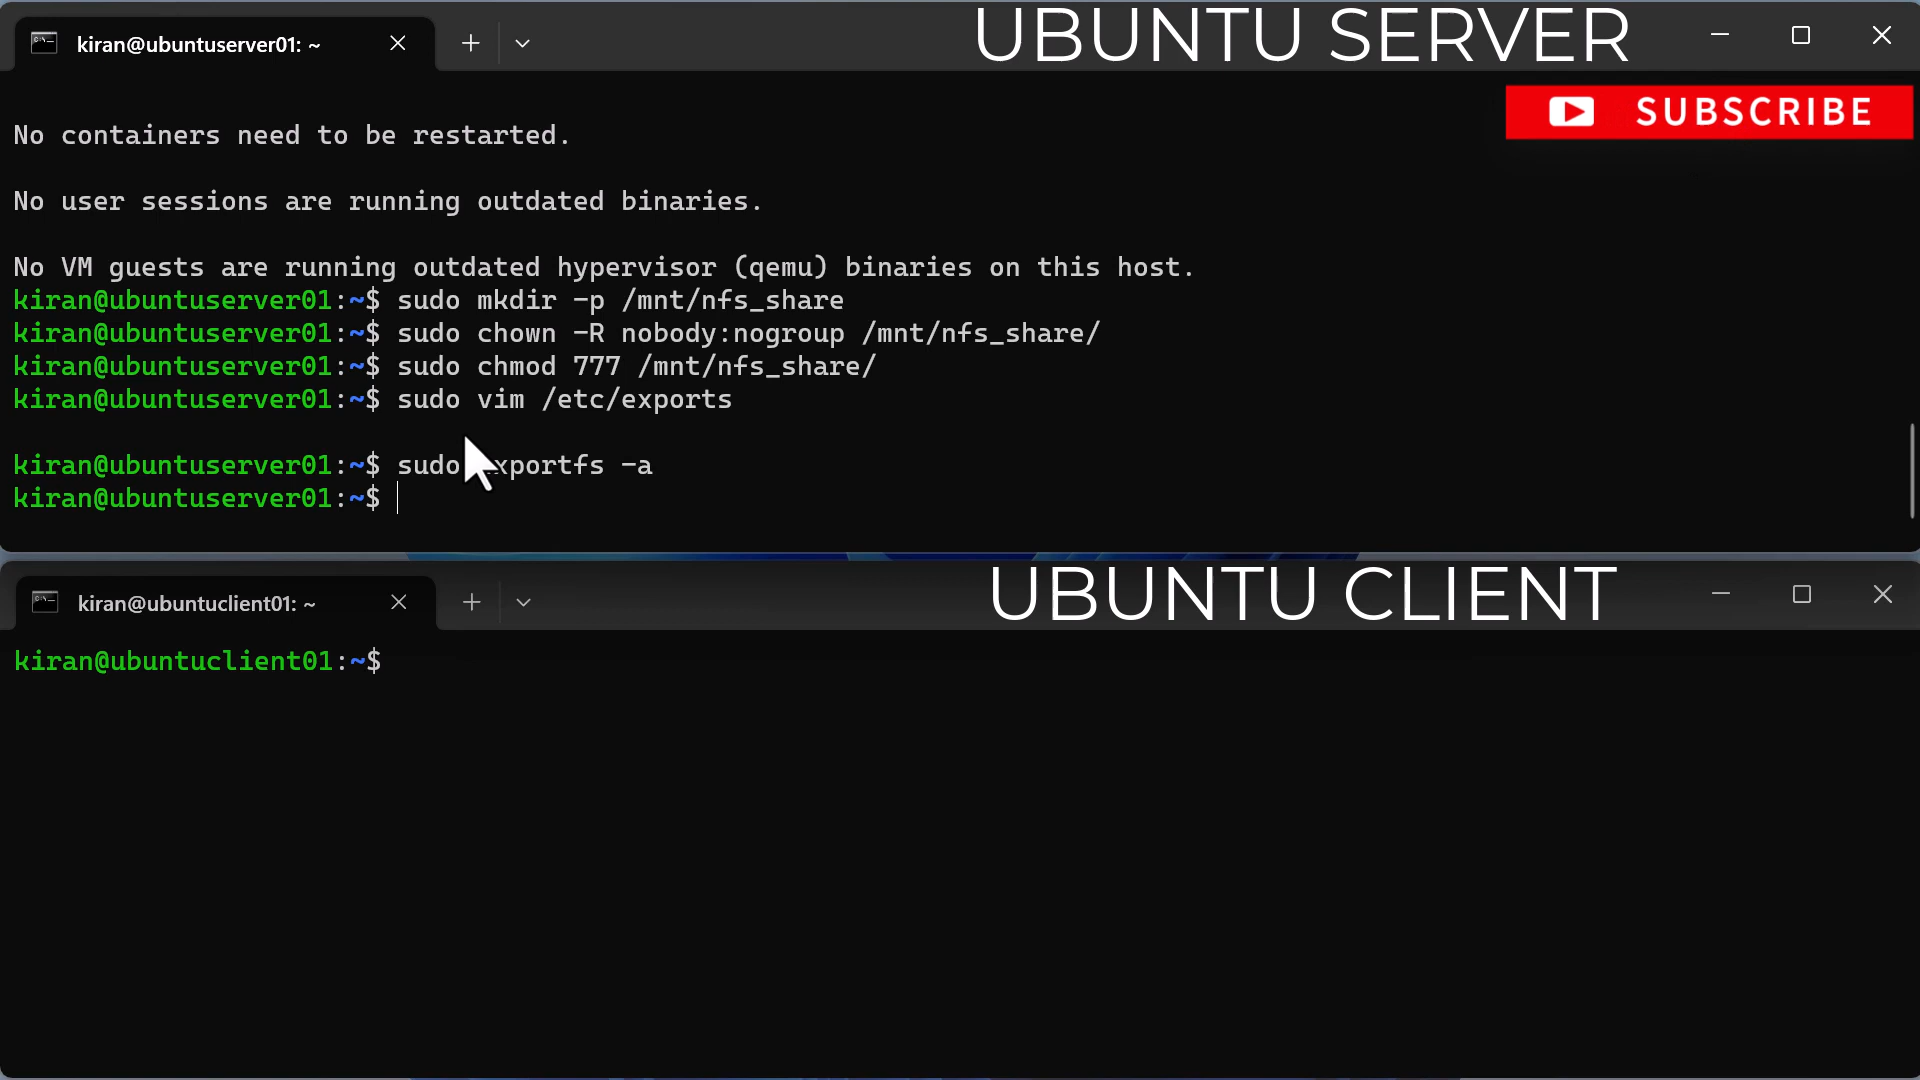 kiran@ubuntuserver01: ~
UBUNTU SERVER
SUBSCRIBE
No containers need to be restarted.
No user sessions are running outdated binaries.
No VM guests are running outdated hypervisor (qemu) binaries on this host.
kiran@ubuntuserver01:~$ sudo mkdir -p /mnt/nfs_share
kiran@ubuntuserver01:~$ sudo chown -R nobody:nogroup /mnt/nfs_share/
kiran@ubuntuserver01:~$ sudo chmod 777 /mnt/nfs_share/
kiran@ubuntuserver01:~$ sudo vim /etc/exports
kiran@ubuntuserver01:~$ sudo exportfs -a
kiran@ubuntuserver01:~$
kiran@ubuntuclient01: ~
UBUNTU CLIENT
kiran@ubuntuclient01:~$